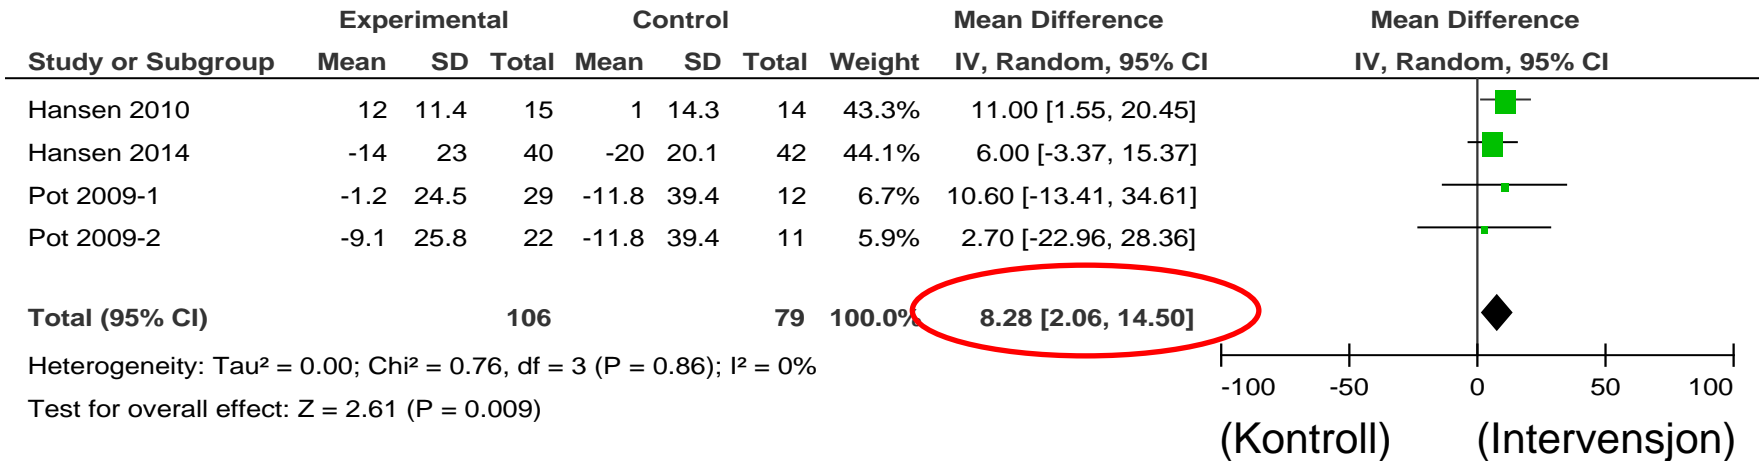 Experimental Control Mean Difference Mean Difference
Study or Subgroup Mean SD Total Mean SD Total Weight IV, Random, 95% CI IV, Random, 95% CI
Hansen 2010 12 11.4 15 1 14.3 14 43.3% 11.00 [1.55, 20.45]
Hansen 2014 -14 23 40 -20 20.1 42 44.1% 6.00 [-3.37, 15.37]
Pot 2009-1 -1.2 24.5 29 -11.8 39.4 12 6.7% 10.60 [-13.41, 34.61]
Pot 2009-2 -9.1 25.8 22 -11.8 39.4 11 5.9% 2.70 [-22.96, 28.36]
Total (95% CI) 106 79 100.0% 8.28 [2.06, 14.50]
Heterogeneity: Tau² = 0.00; Chi² = 0.76, df = 3 (P = 0.86); I² = 0%
Test for overall effect: Z = 2.61 (P = 0.009)
-100 -50 0 50 100
(Kontroll) (Intervensjon)